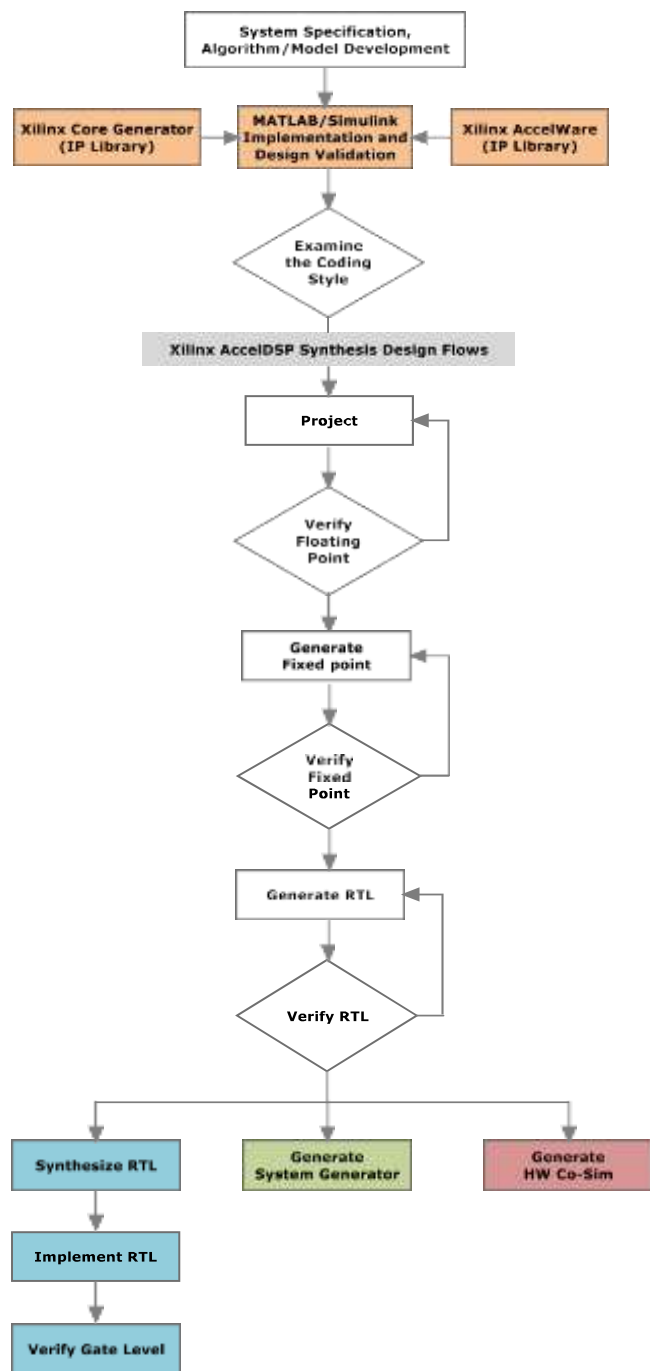 System Specification,
Algorithm/Model Development
Xilinx Core Generator
(IP Library)
MATLAB/Simulink
Implementation and
Design Validation
Xilinx AccelWare
(IP Library)
Examine
the Coding
Style
Xilinx AccelDSP Synthesis Design Flows
Project
Verify
Floating
Point
Generate
Fixed point
Verify
Fixed
Point
Generate RTL
Verify RTL
Synthesize RTL
Generate
System Generator
Generate
HW Co-Sim
Implement RTL
Verify Gate Level